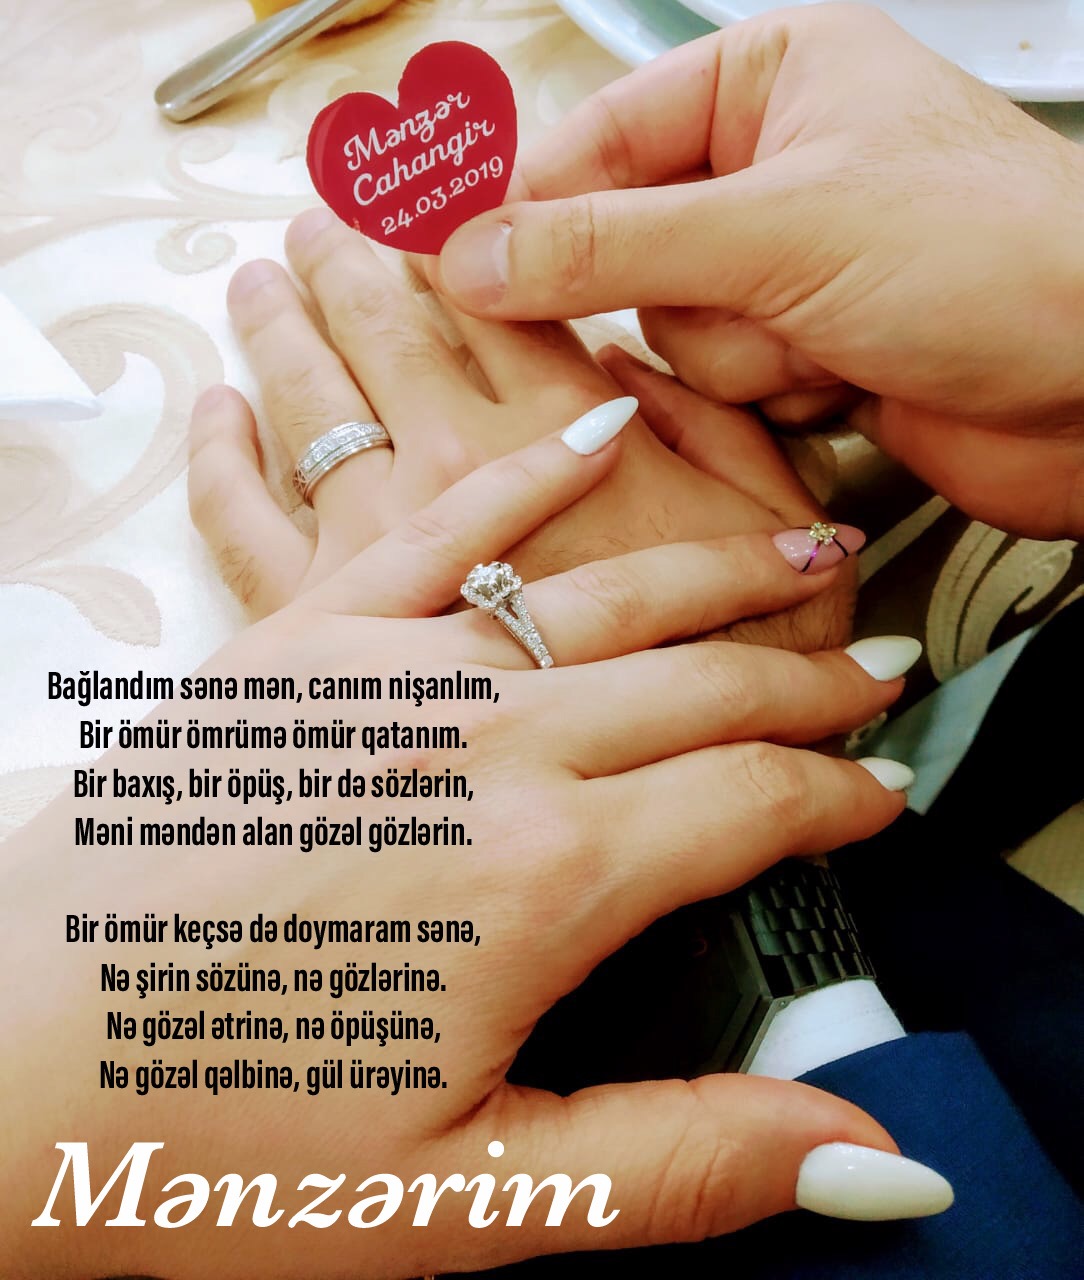 Mənzər
Cahangir
24.03.2019
Bağlandım sənə mən, canım nişanlım,
Bir ömür ömrümə ömür qatanım.
Bir baxış, bir öpüş, bir də sözlərin,
Məni məndən alan gözəl gözlərin.
Bir ömür keçsə də doymaram sənə,
Nə şirin sözünə, nə gözlərinə.
Nə gözəl ətrinə, nə öpüşünə,
Nə gözəl qəlbinə, gül ürəyinə.
Mənzərim